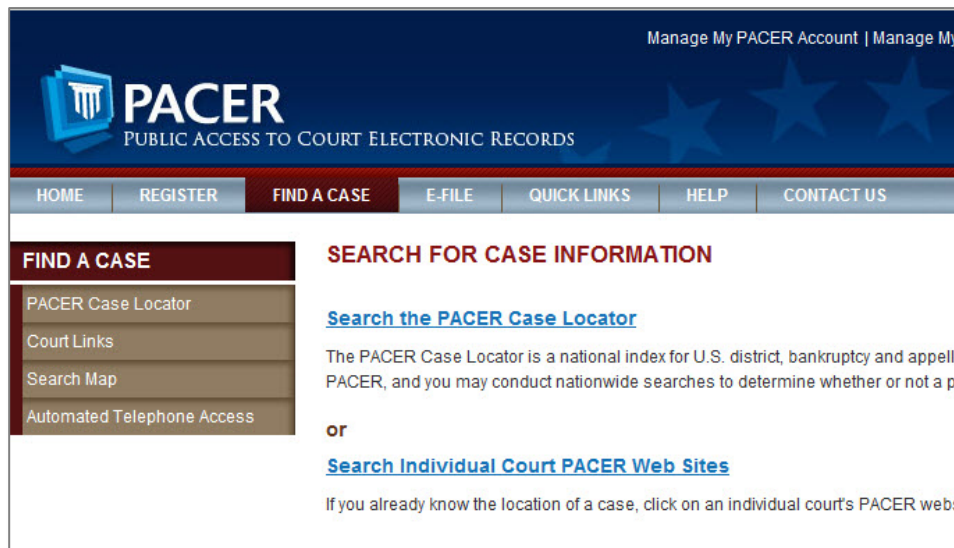 Manage My PACER Account | Manage My
PACER
PUBLIC ACCESS TO COURT ELECTRONIC RECORDS
HOME REGISTER FIND A CASE E-FILE QUICK LINKS HELP CONTACT US
FIND A CASE
PACER Case Locator
Court Links
Search Map
Automated Telephone Access
SEARCH FOR CASE INFORMATION
Search the PACER Case Locator
The PACER Case Locator is a national index for U.S. district, bankruptcy and appell
PACER, and you may conduct nationwide searches to determine whether or not a p
or
Search Individual Court PACER Web Sites
If you already know the location of a case, click on an individual court's PACER webs